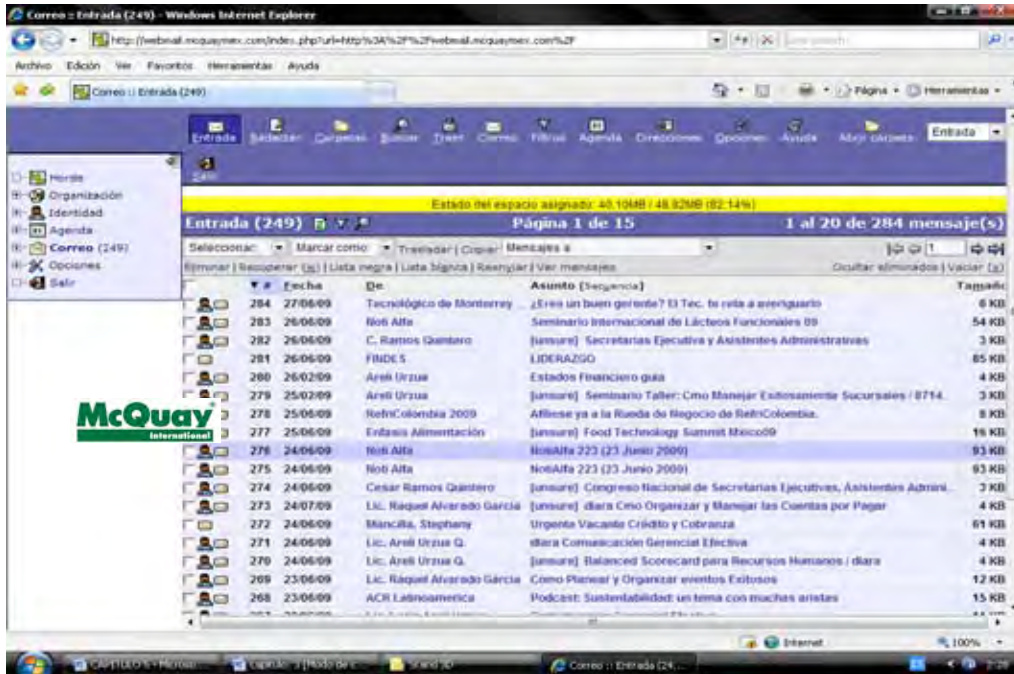 Correo :: Entrada (249) - Windows Internet Explorer
http://webmail.mcquaymex.com/index.php?url=http%3A%2F%2Fwebmail.mcquaymex.com%2F
Archivo Edición Ver Favoritos Herramientas Ayuda
Correo :: Entrada (249)
Página Herramientas
Entrada Redactar Carpetas Buscar Correo Filtros Agenda Direcciones Opciones Ayuda Abrir carpeta Entrada
Salir
Horde
Organización
Identidad
Agenda
Correo (249)
Opciones
Salir
Estado del espacio asignado: 40.10MB / 48.82MB (82.14%)
Entrada (249) Página 1 de 15 1 al 20 de 284 mensaje(s)
Seleccionar: Marcar como Trasladar | Copiar Mensajes a 1
Eliminar | Recuperar | Lista negra | Lista blanca | Reenviar | Ver mensajes Ocultar eliminados | Vaciar
# Fecha De Asunto [Secuencia] Tamaño
284 27/06/09 Tecnológico de Monterrey ¿Eres un buen gerente? El Tec. te reta a averiguarlo 6 KB
283 26/06/09 Noti Alfa Seminario Internacional de Lácteos Funcionales 09 54 KB
282 26/06/09 C. Ramos Quintero [unsure] Secretarias Ejecutiva y Asistentes Administrativas 3 KB
281 26/06/09 FINDES LIDERAZGO 85 KB
280 26/02/09 Areli Urzua Estados Financiero guia 4 KB
279 25/02/09 Areli Urzua [unsure] Seminario Taller: Cmo Manejar Exitosamente Sucursales / 8714. 3 KB
278 25/06/09 RefriColombia 2009 Afíliese ya a la Rueda de Negocio de RefriColombia. 8 KB
277 25/06/09 Enfasis Alimentación [unsure] Food Technology Summit Mxico09 16 KB
276 24/06/09 Noti Alfa NotiAlfa 223 (23 Junio 2009) 93 KB
275 24/06/09 Noti Alfa NotiAlfa 223 (23 Junio 2009) 93 KB
274 24/06/09 Cesar Ramos Quintero [unsure] Congreso Nacional de Secretarias Ejecutivas, Asistentes Admini. 3 KB
273 24/07/09 Lic. Raquel Alvarado Garcia [unsure] diara Cmo Organizar y Manejar las Cuentas por Pagar 4 KB
272 24/06/09 Mancilla, Stephany Urgente Vacante Crédito y Cobranza 61 KB
271 24/06/09 Lic. Areli Urzua Q. diara Comunicación Gerencial Efectiva 4 KB
270 24/06/09 Lic. Areli Urzua Q. [unsure] Balanced Scorecard para Recursos Humanos / diara 4 KB
269 23/06/09 Lic. Raquel Alvarado Garcia Como Planear y Organizar eventos Exitosos 12 KB
268 23/06/09 ACR Latinoamerica Podcast: Sustentabilidad: un tema con muchas aristas 15 KB
McQuay
International
Internet 100%
CAPITULO 5 - Microso... Correo :: Entrada (24...
ES